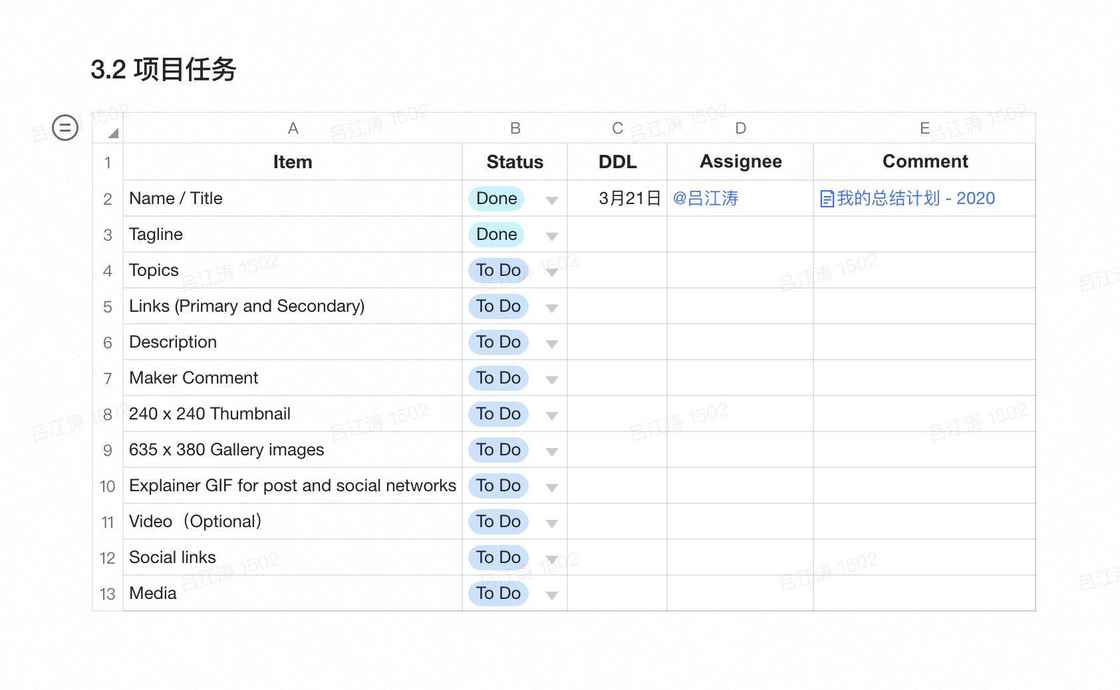 3.2 项目任务
A B C D E
1 Item Status DDL Assignee Comment
2 Name / Title Done 3月21日 @吕江涛 我的总结计划 - 2020
3 Tagline Done
4 Topics To Do
5 Links (Primary and Secondary) To Do
6 Description To Do
7 Maker Comment To Do
8 240 x 240 Thumbnail To Do
9 635 x 380 Gallery images To Do
10 Explainer GIF for post and social networks To Do
11 Video（Optional） To Do
12 Social links To Do
13 Media To Do
吕江涛 1502